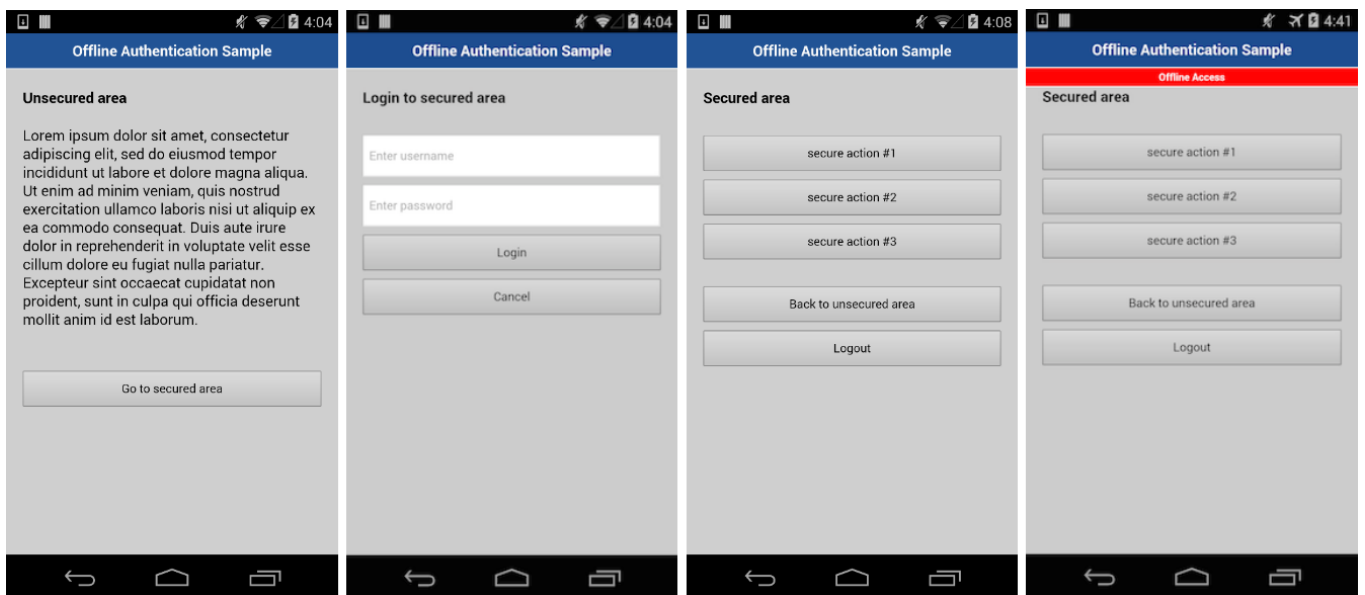 4:04
Offline Authentication Sample
Unsecured area
Lorem ipsum dolor sit amet, consectetur
adipiscing elit, sed do eiusmod tempor
incididunt ut labore et dolore magna aliqua.
Ut enim ad minim veniam, quis nostrud
exercitation ullamco laboris nisi ut aliquip ex
ea commodo consequat. Duis aute irure
dolor in reprehenderit in voluptate velit esse
cillum dolore eu fugiat nulla pariatur.
Excepteur sint occaecat cupidatat non
proident, sunt in culpa qui officia deserunt
mollit anim id est laborum.
Go to secured area
4:04
Offline Authentication Sample
Login to secured area
Enter username
Enter password
Login
Cancel
4:08
Offline Authentication Sample
Secured area
secure action #1
secure action #2
secure action #3
Back to unsecured area
Logout
4:41
Offline Authentication Sample
Offline Access
Secured area
secure action #1
secure action #2
secure action #3
Back to unsecured area
Logout